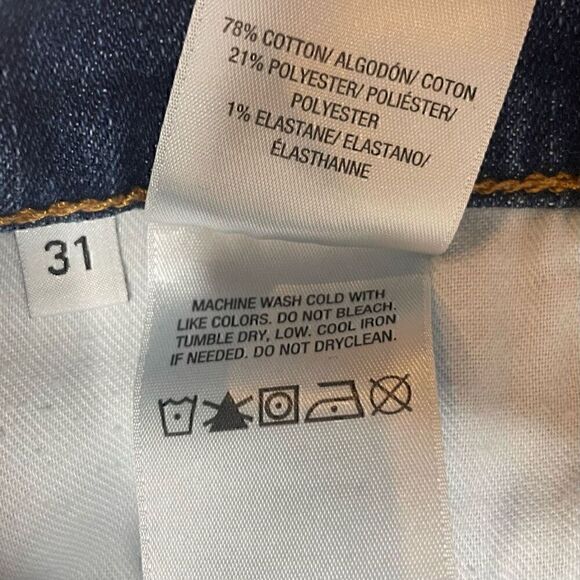 78% COTTON/ ALGODÓN/ COTON
21% POLYESTER/ POLIÉSTER/
POLYESTER
1% ELASTANE/ ELASTANO/
ÉLASTHANNE
31
MACHINE WASH COLD WITH
LIKE COLORS. DO NOT BLEACH.
TUMBLE DRY, LOW. COOL IRON
IF NEEDED. DO NOT DRYCLEAN.